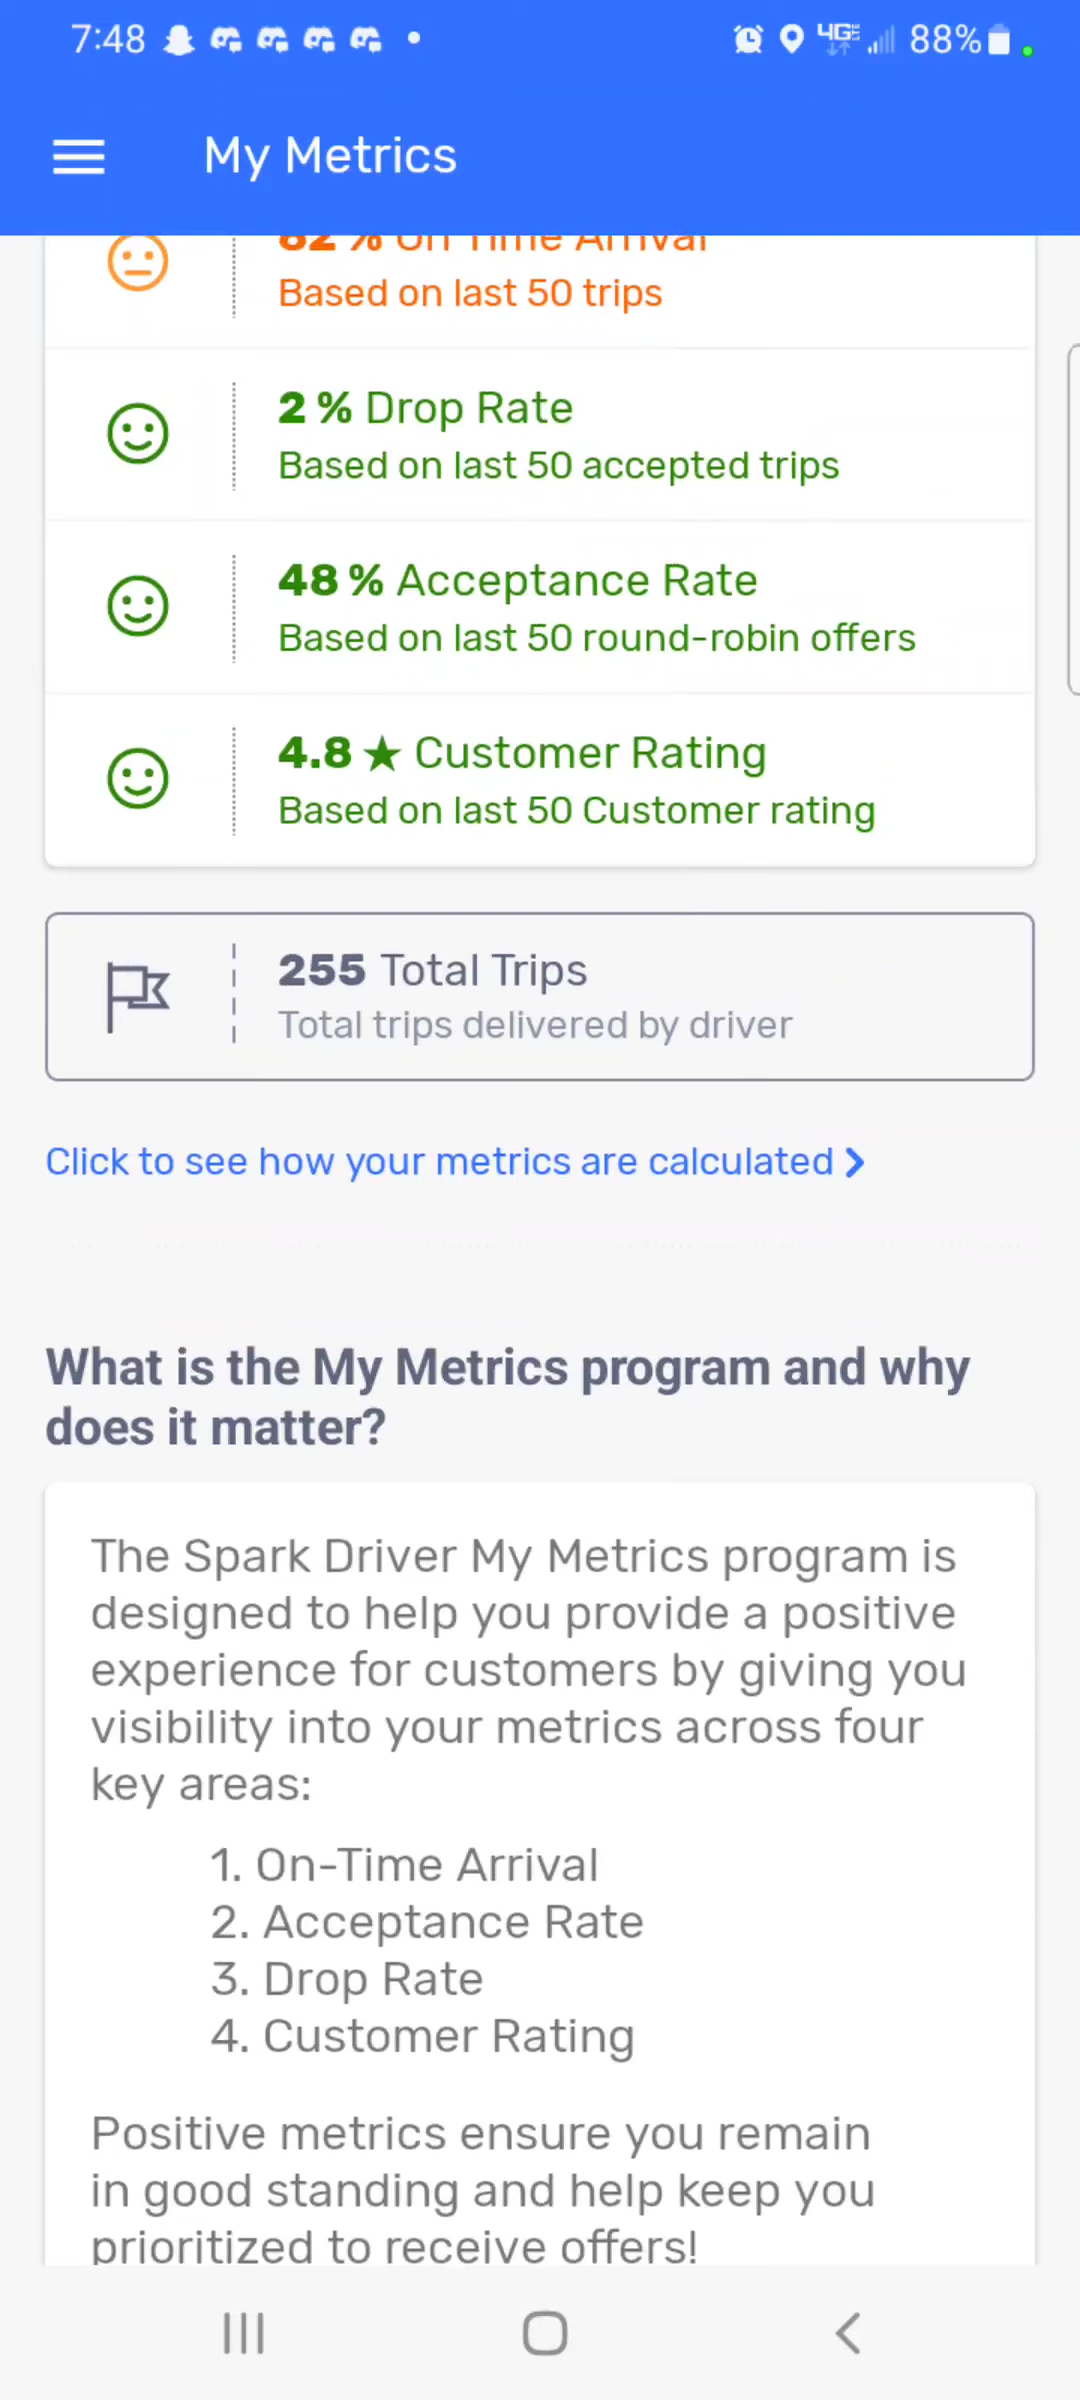 7:48
4GE 88%
My Metrics
82 % On Time Arrival
Based on last 50 trips
2 % Drop Rate
Based on last 50 accepted trips
48 % Acceptance Rate
Based on last 50 round-robin offers
4.8 ★ Customer Rating
Based on last 50 Customer rating
255 Total Trips
Total trips delivered by driver
Click to see how your metrics are calculated >
What is the My Metrics program and why
does it matter?
The Spark Driver My Metrics program is
designed to help you provide a positive
experience for customers by giving you
visibility into your metrics across four
key areas:
1. On-Time Arrival
2. Acceptance Rate
3. Drop Rate
4. Customer Rating
Positive metrics ensure you remain
in good standing and help keep you
prioritized to receive offers!